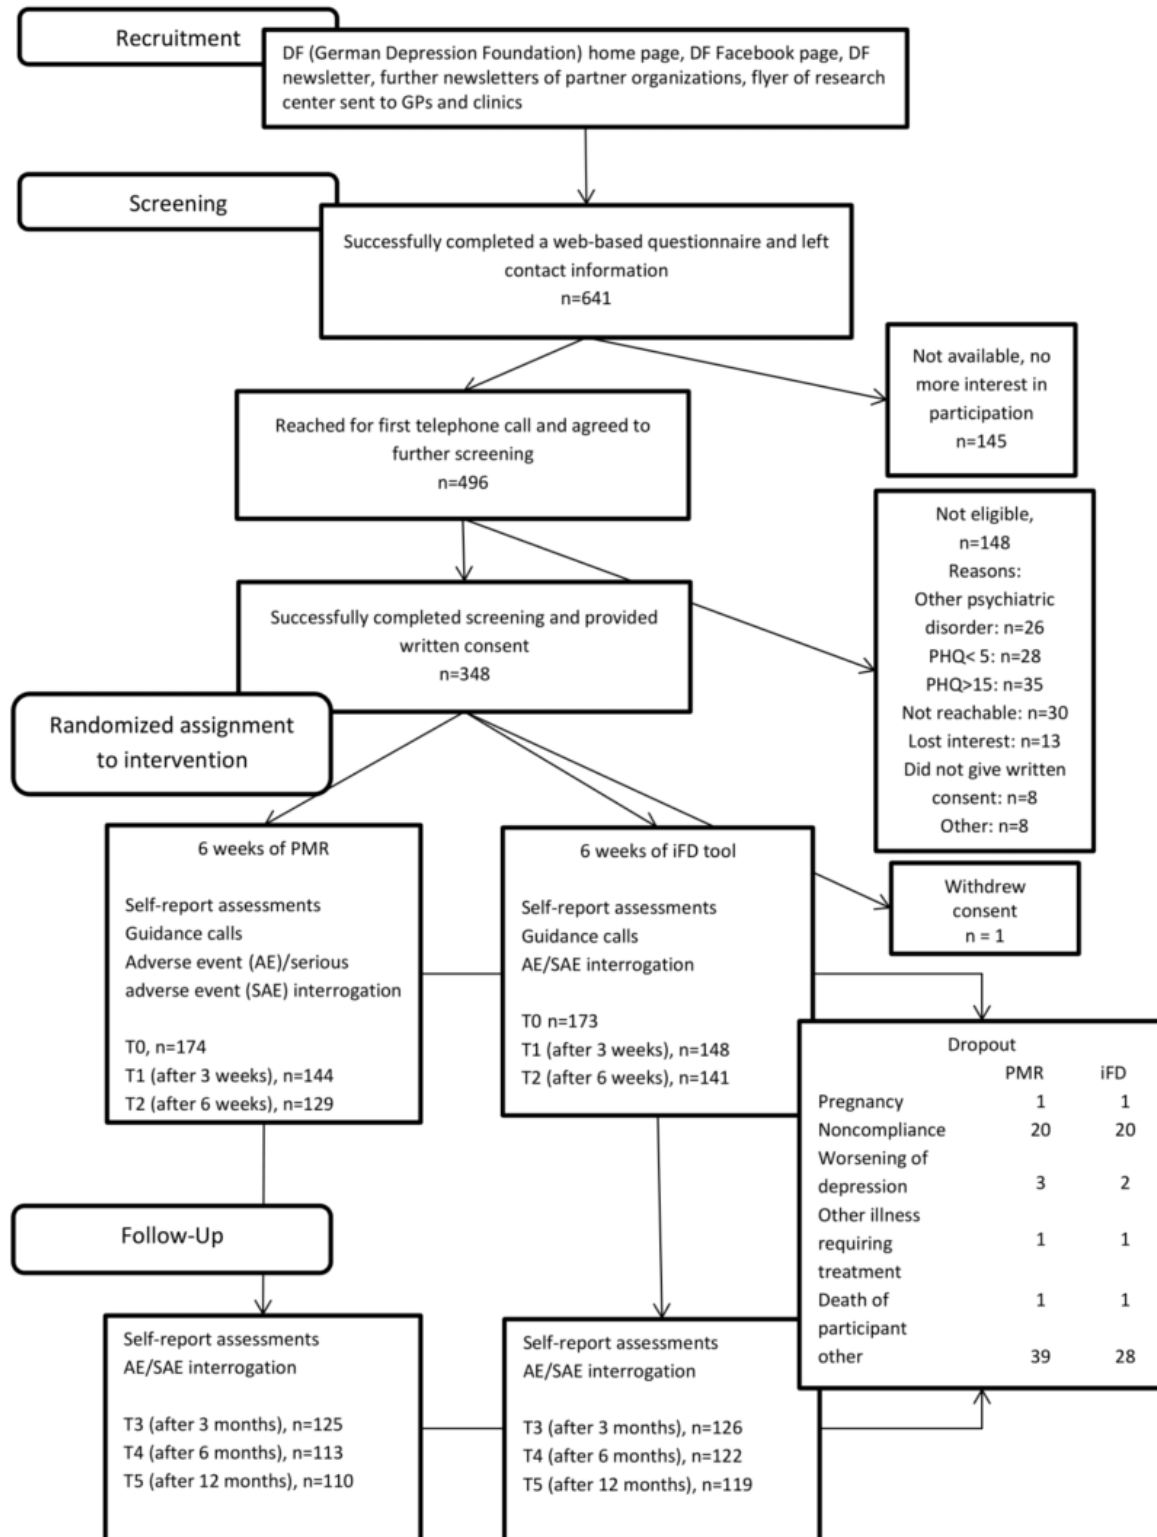 Recruitment
DF (German Depression Foundation) home page, DF Facebook page, DF
newsletter, further newsletters of partner organizations, flyer of research
center sent to GPs and clinics
Screening
Successfully completed a web-based questionnaire and left
contact information
n=641
Not available, no
more interest in
participation
n=145
Reached for first telephone call and agreed to
further screening
n=496
Not eligible,
n=148
Reasons:
Other psychiatric
disorder: n=26
PHQ< 5: n=28
PHQ>15: n=35
Not reachable: n=30
Lost interest: n=13
Did not give written
consent: n=8
Other: n=8
Successfully completed screening and provided
written consent
n=348
Randomized assignment
to intervention
6 weeks of PMR
Self-report assessments
Guidance calls
Adverse event (AE)/serious
adverse event (SAE) interrogation
T0, n=174
T1 (after 3 weeks), n=144
T2 (after 6 weeks), n=129
6 weeks of iFD tool
Self-report assessments
Guidance calls
AE/SAE interrogation
T0 n=173
T1 (after 3 weeks), n=148
T2 (after 6 weeks), n=141
Withdrew
consent
n = 1
Dropout
PMR iFD
Pregnancy 1 1
Noncompliance 20 20
Worsening of
depression 3 2
Other illness
requiring 1 1
treatment
Death of 1 1
participant
other 39 28
Follow-Up
Self-report assessments
AE/SAE interrogation
T3 (after 3 months), n=125
T4 (after 6 months), n=113
T5 (after 12 months), n=110
Self-report assessments
AE/SAE interrogation
T3 (after 3 months), n=126
T4 (after 6 months), n=122
T5 (after 12 months), n=119